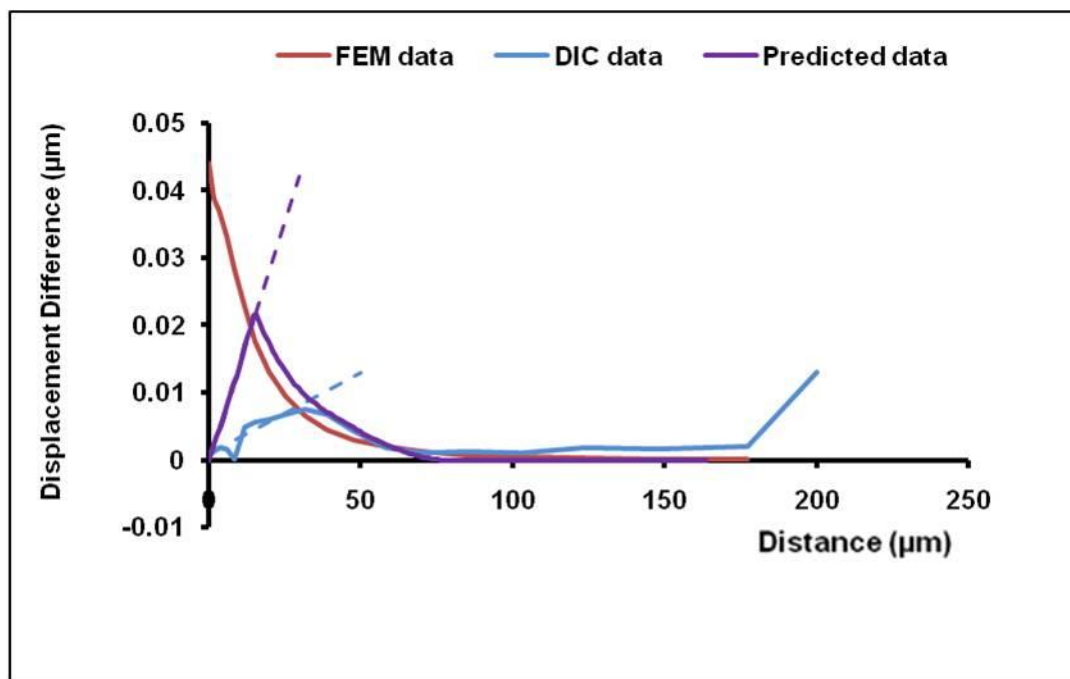 FEM data DIC data Predicted data
Displacement Difference (µm)
0.05
0.04
0.03
0.02
0.01
0
-0.01
0 50 100 150 200 250
Distance (µm)